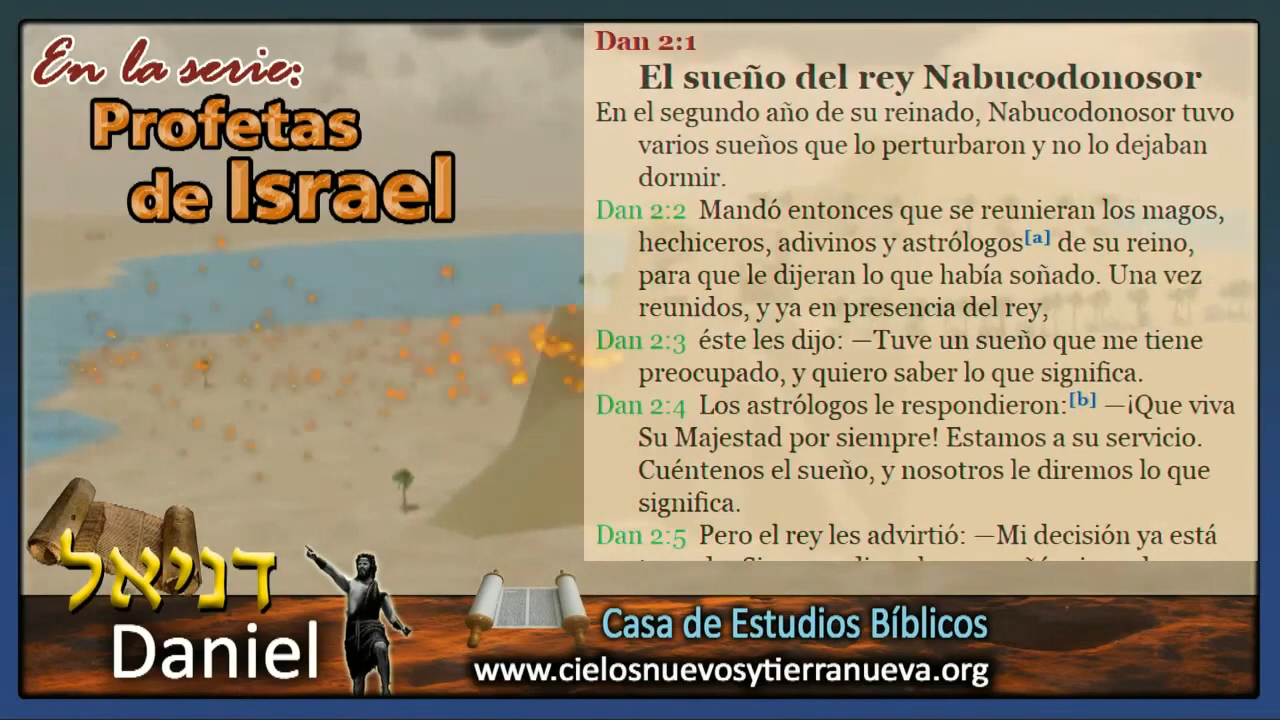 En la serie:
Profetas
de Israel
Dan 2:1
El sueño del rey Nabucodonosor
En el segundo año de su reinado, Nabucodonosor tuvo
varios sueños que lo perturbaron y no lo dejaban
dormir.
Dan 2:2 Mandó entonces que se reunieran los magos,
hechiceros, adivinos y astrólogos[a] de su reino,
para que le dijeran lo que había soñado. Una vez
reunidos, y ya en presencia del rey,
Dan 2:3 éste les dijo: —Tuve un sueño que me tiene
preocupado, y quiero saber lo que significa.
Dan 2:4 Los astrólogos le respondieron:[b] —¡Que viva
Su Majestad por siempre! Estamos a su servicio.
Cuéntenos el sueño, y nosotros le diremos lo que
significa.
Dan 2:5 Pero el rey les advirtió: —Mi decisión ya está
דניאל
Daniel
Casa de Estudios Bíblicos
www.cielosnuevosytierranueva.org